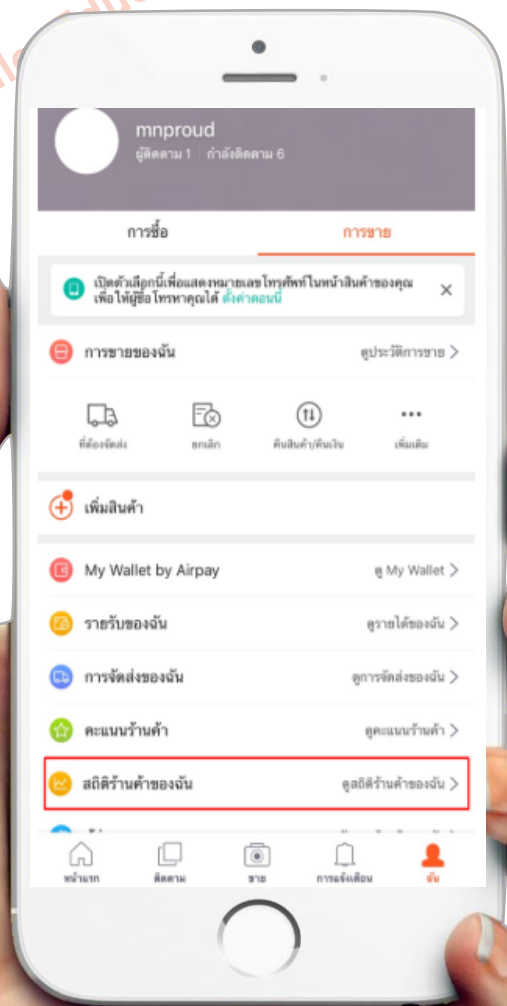 mnproud
ผู้ติดตาม 1 กำลังติดตาม 6
การซื้อ การขาย
เปิดตัวเลือกนี้เพื่อแสดงหมายเลขโทรศัพท์ในหน้าสินค้าของคุณ
เพื่อให้ผู้ซื้อโทรหาคุณได้ ตั้งค่าตอนนี้
การขายของฉัน ดูประวัติการขาย >
ที่ต้องจัดส่ง ยกเลิก คืนสินค้า/คืนเงิน เพิ่มเติม
เพิ่มสินค้า
My Wallet by Airpay ดู My Wallet >
รายรับของฉัน ดูรายได้ของฉัน >
การจัดส่งของฉัน ดูการจัดส่งของฉัน >
คะแนนร้านค้า ดูคะแนนร้านค้า >
สถิติร้านค้าของฉัน ดูสถิติร้านค้าของฉัน >
หน้าแรก ติดตาม ขาย การแจ้งเตือน ฉัน